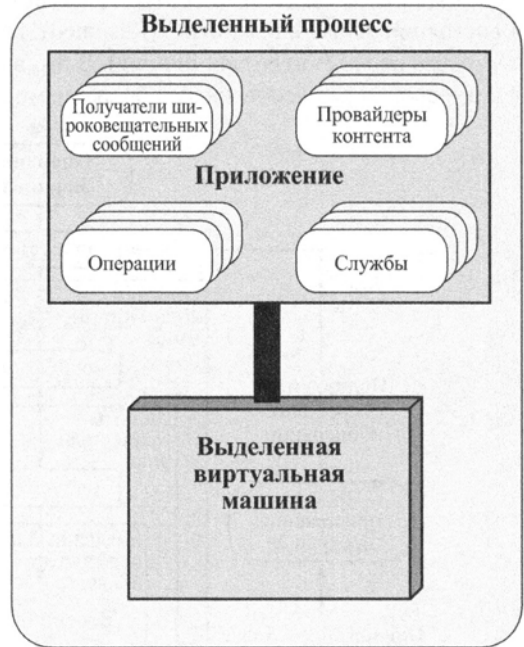 Выделенный процесс
Получатели ши-
роковещательных
сообщений
Провайдеры
контента
Приложение
Операции
Службы
Выделенная
виртуальная
машина